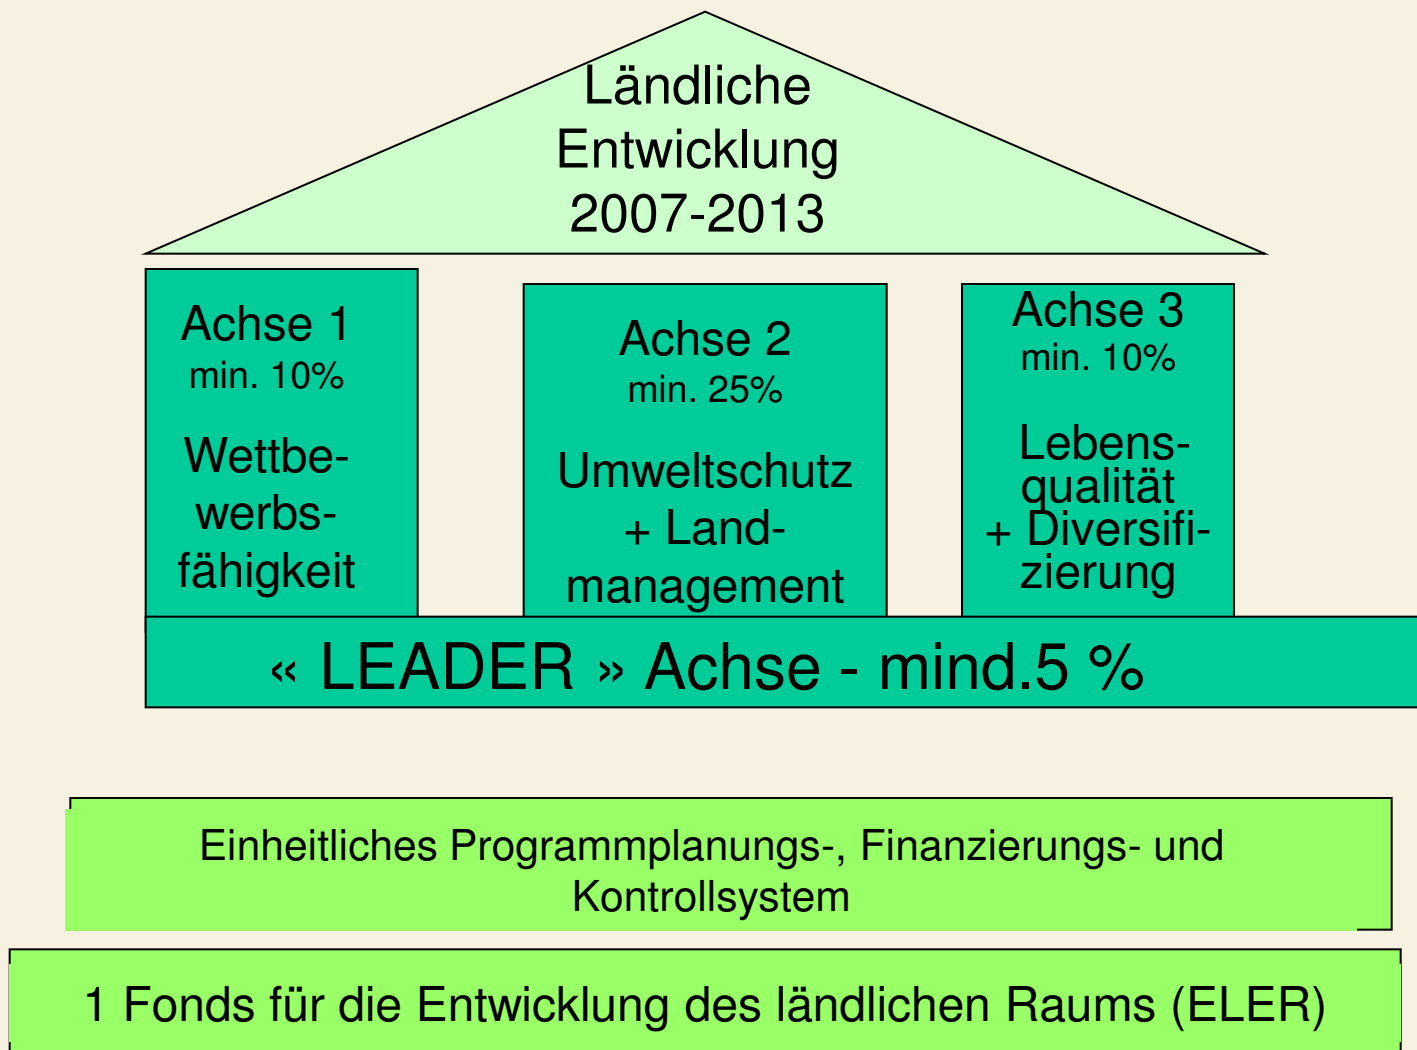 Ländliche
Entwicklung
2007-2013
Achse 1
min. 10%
Wettbe-
werbs-
fähigkeit
Achse 2
min. 25%
Umweltschutz
+ Land-
management
Achse 3
min. 10%
Lebens-
qualität
+ Diversifi-
zierung
« LEADER » Achse - mind.5 %
Einheitliches Programmplanungs-, Finanzierungs- und
Kontrollsystem
1 Fonds für die Entwicklung des ländlichen Raums (ELER)